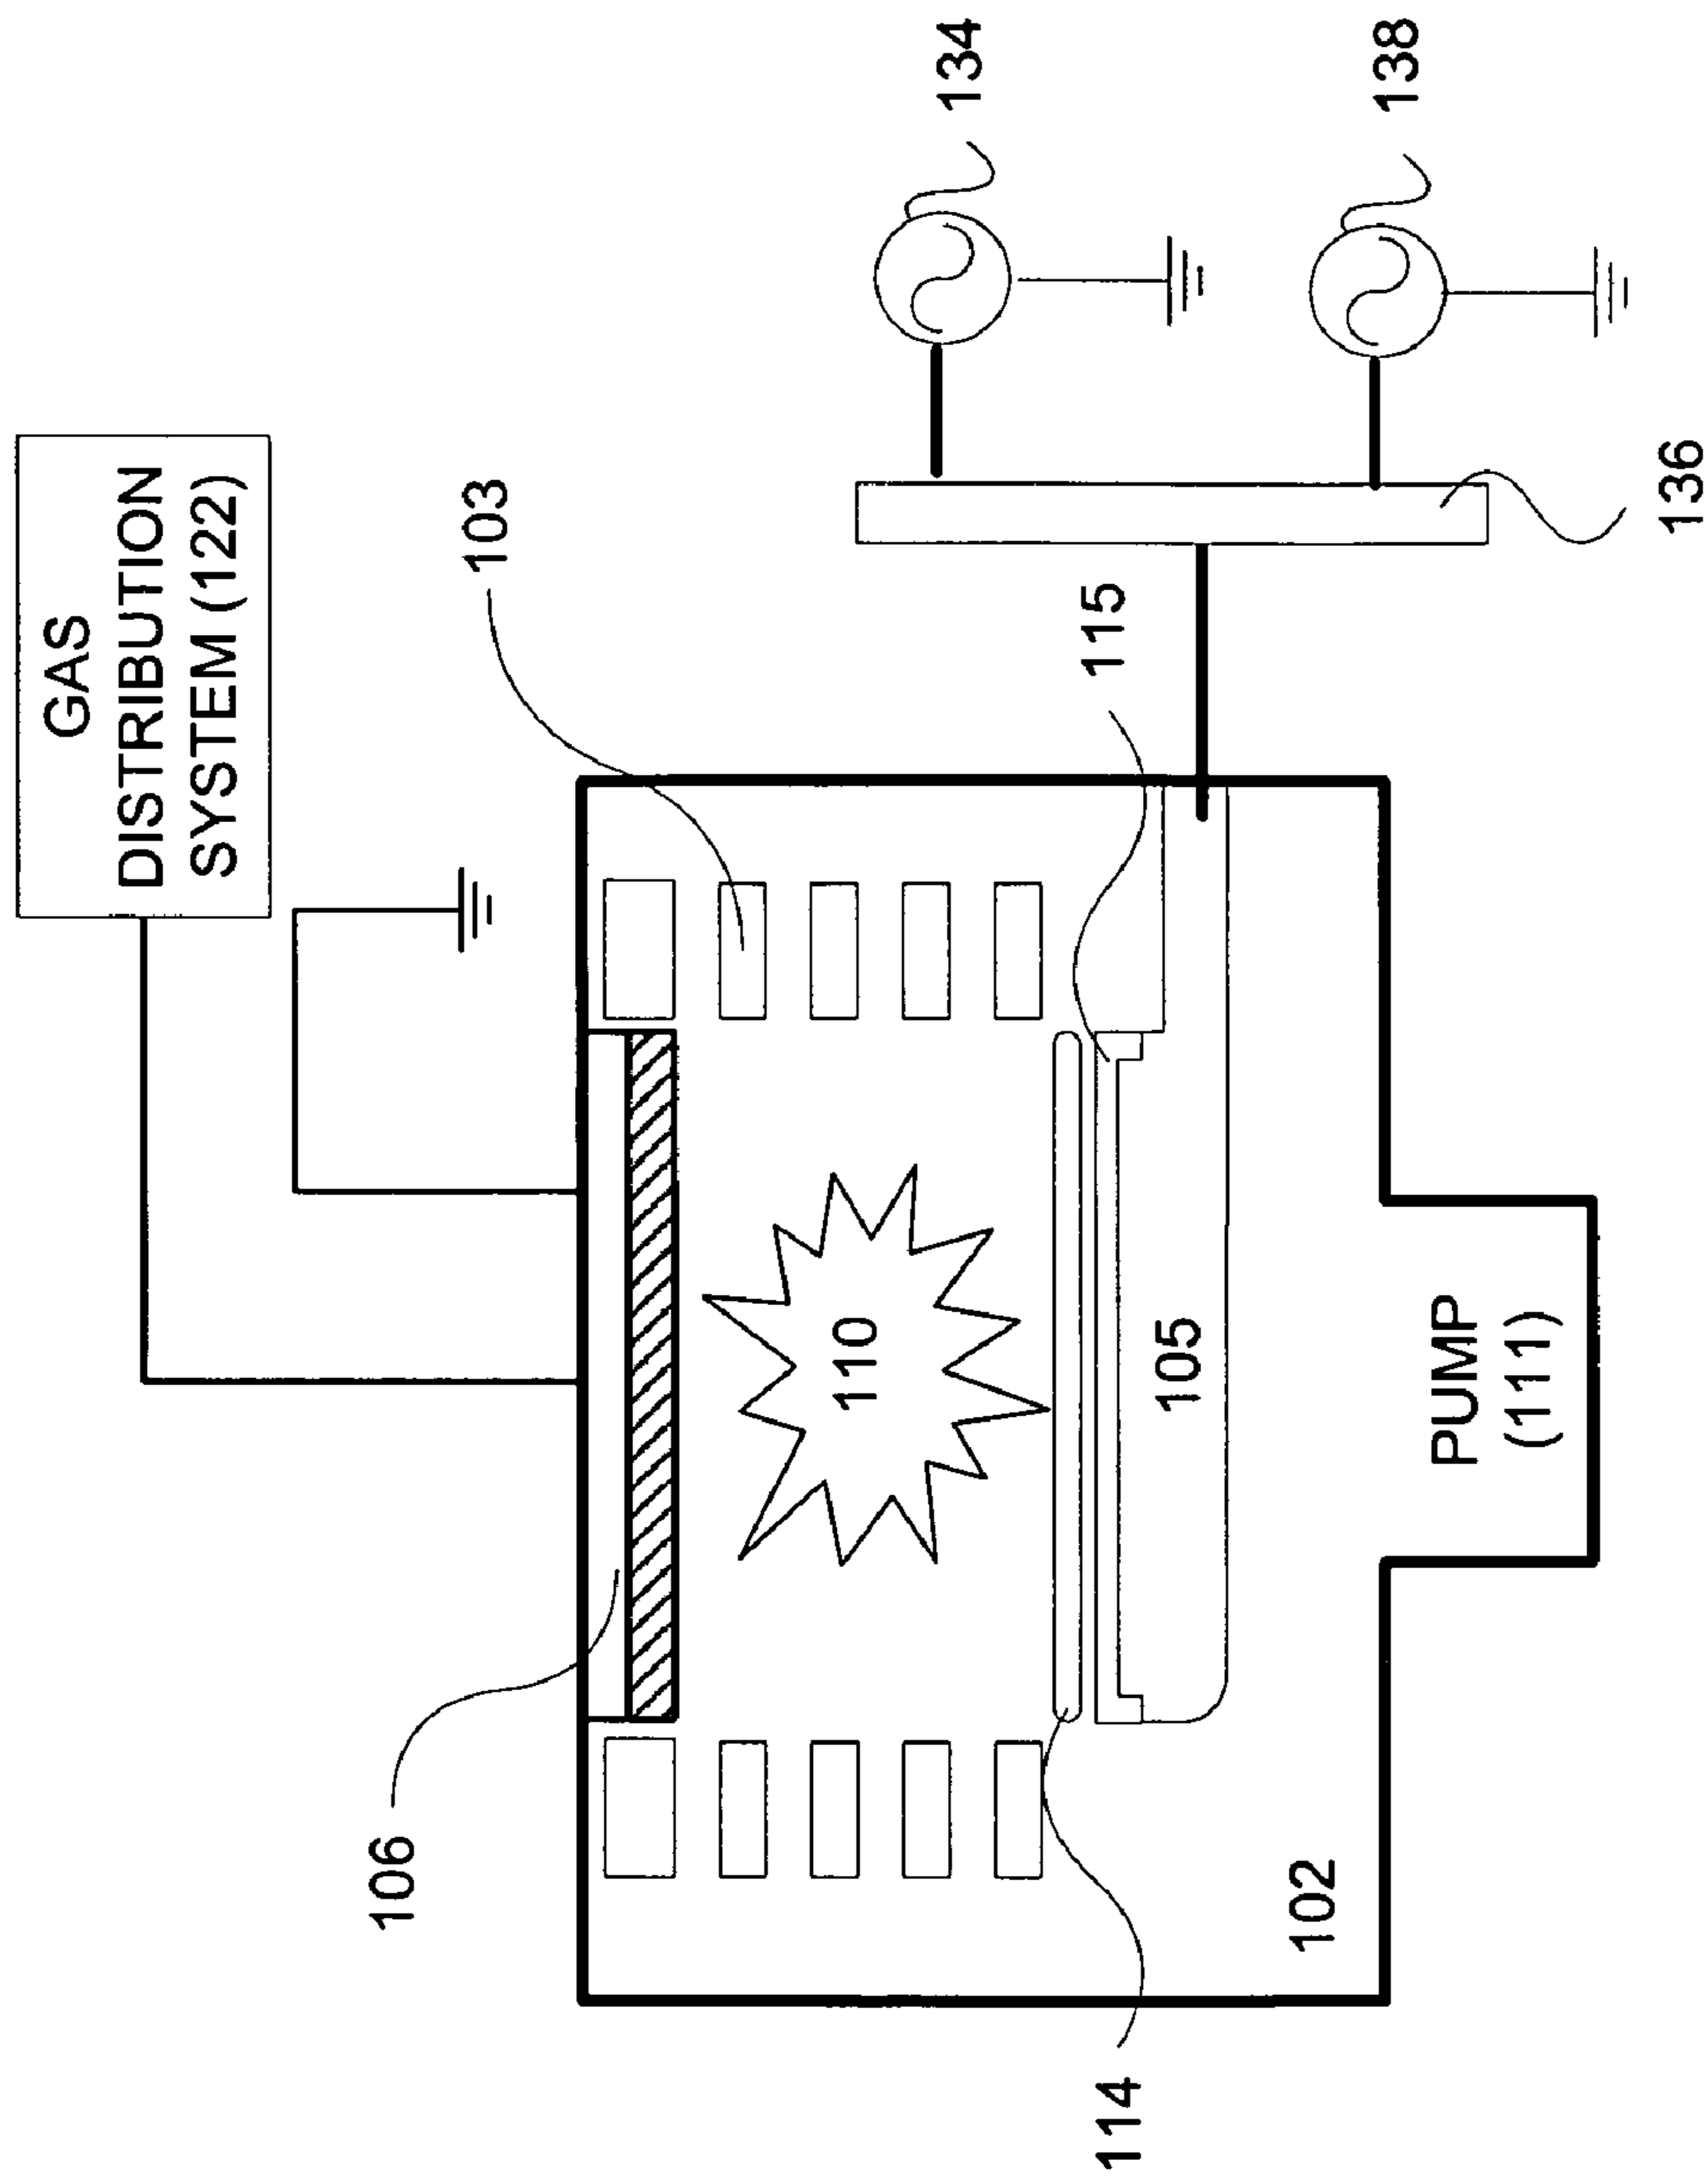 GAS
DISTRIBUTION
SYSTEM (122)
103
106
134
138
136
115
110
105
114
102
PUMP
(111)